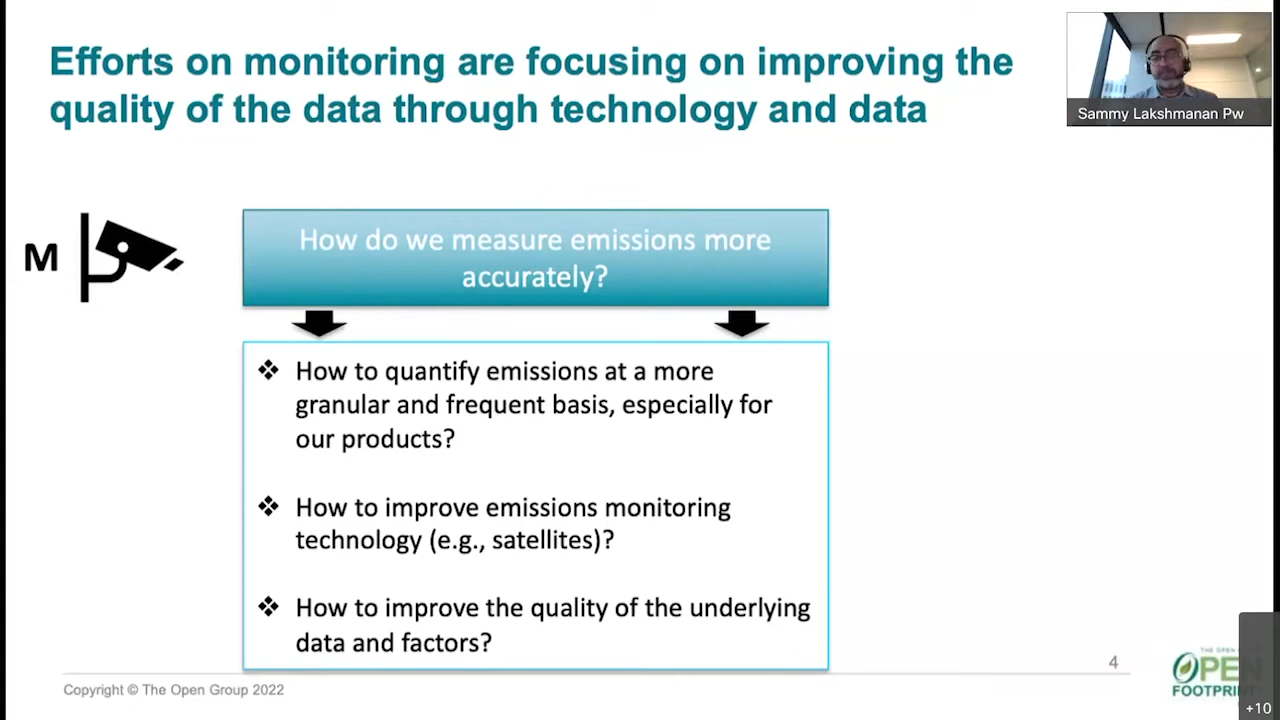 Efforts on monitoring are focusing on improving the
quality of the data through technology and data
Sammy Lakshmanan Pw
M
How do we measure emissions more
accurately?
❖ How to quantify emissions at a more
granular and frequent basis, especially for
our products?
❖ How to improve emissions monitoring
technology (e.g., satellites)?
❖ How to improve the quality of the underlying
data and factors?
4
Copyright © The Open Group 2022
THE OPEN
OPEN
FOOTPRIN
+10